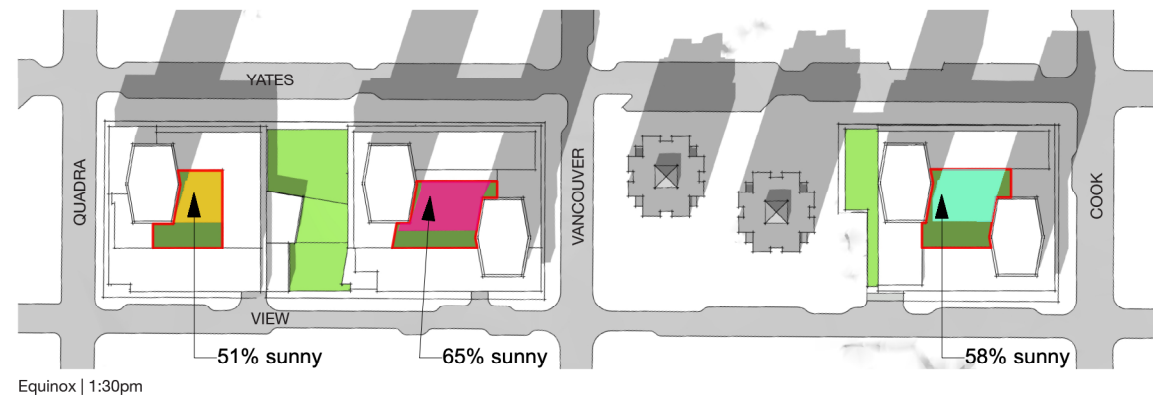 YATES
QUADRA
VANCOUVER
COOK
VIEW
51% sunny
65% sunny
58% sunny
Equinox | 1:30pm